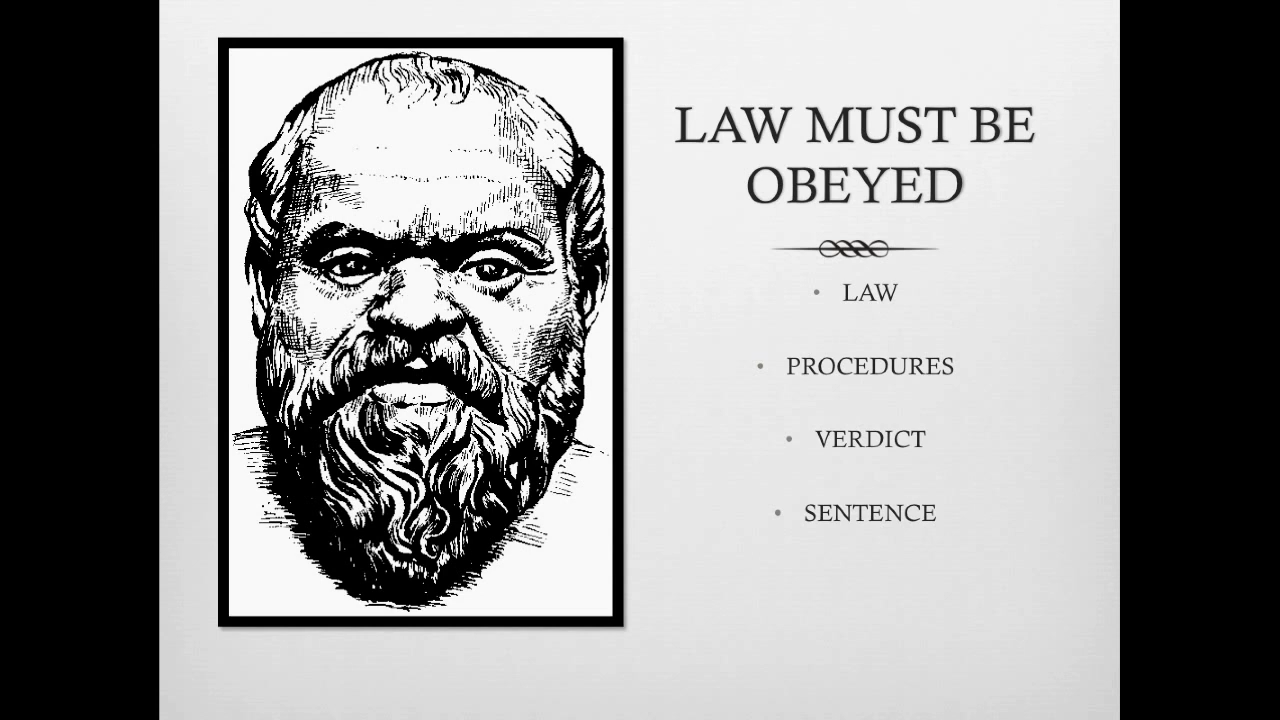 LAW MUST BE
OBEYED
• LAW
• PROCEDURES
• VERDICT
• SENTENCE